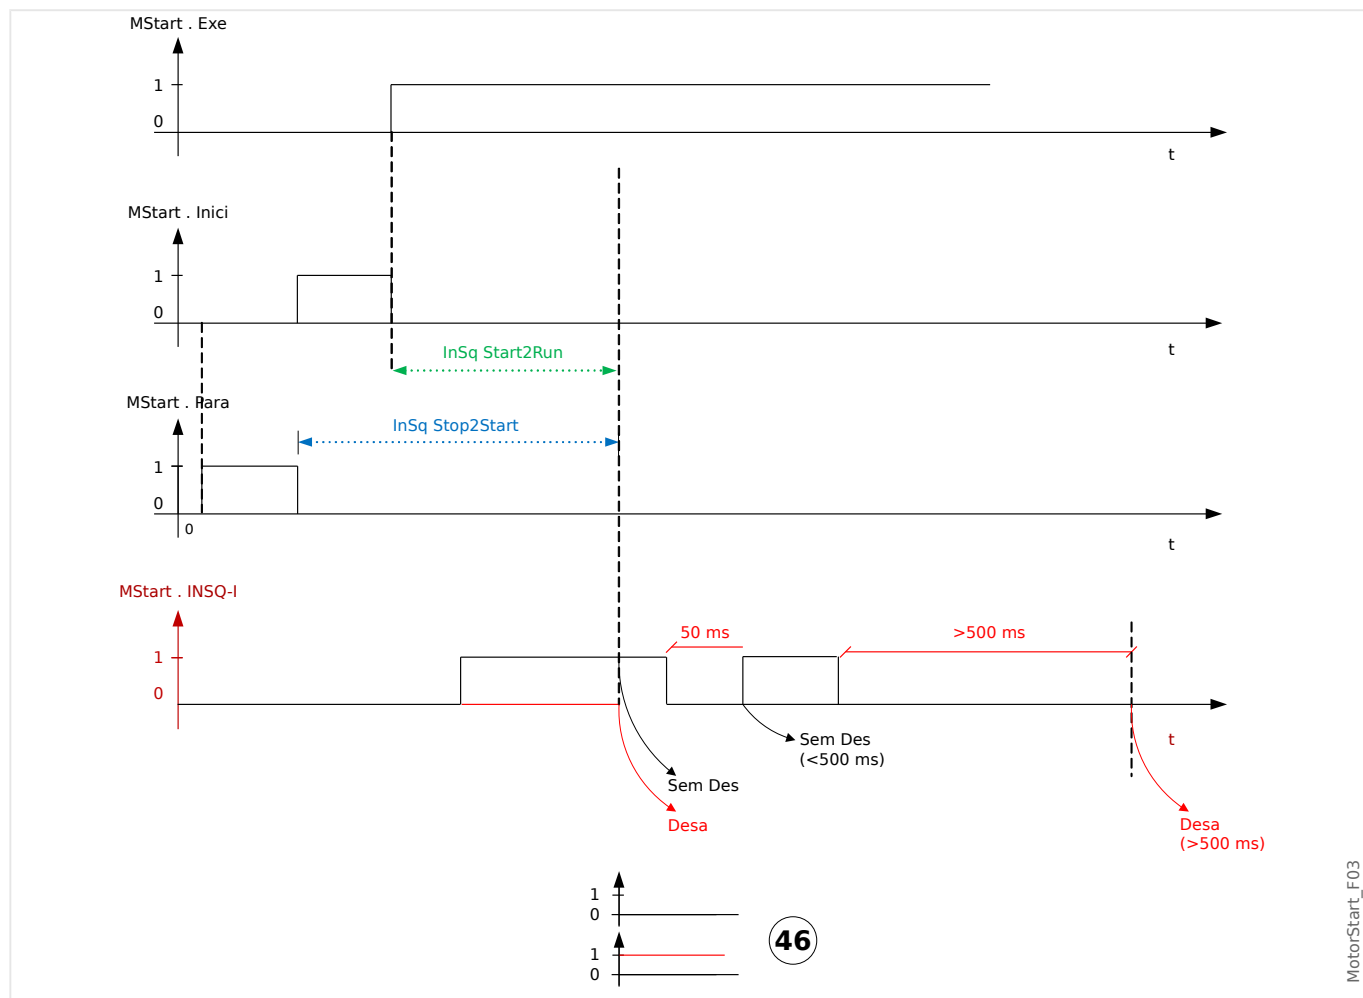 MStart . Exe
1
0
t
MStart . Inici
1
0
t
InSq Start2Run
MStart . Para
InSq Stop2Start
1
0
0
t
MStart . INSQ-I
50 ms
>500 ms
1
0
t
Sem Des
(<500 ms)
Sem Des
Desa
Desa
(>500 ms)
1
0
46
1
0
MotorStart_F03